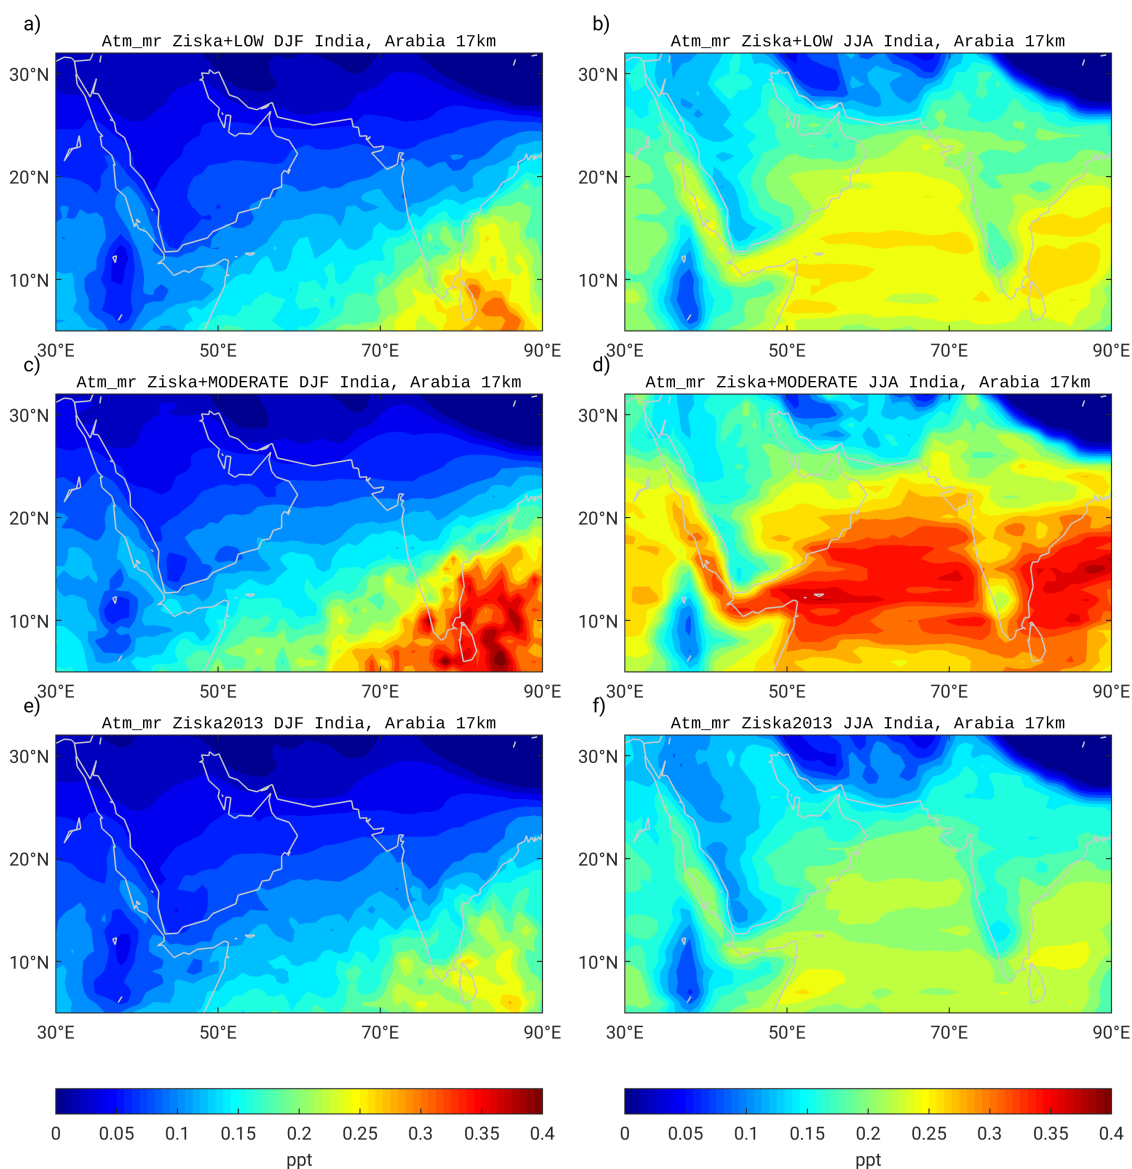 a) b)
Atm_mr Ziska+LOW DJF India, Arabia 17km Atm_mr Ziska+LOW JJA India, Arabia 17km
30°N 30°N
20°N 20°N
10°N 10°N
30°E 50°E 70°E 90°E 30°E 50°E 70°E 90°E
c) d)
Atm_mr Ziska+MODERATE DJF India, Arabia 17km Atm_mr Ziska+MODERATE JJA India, Arabia 17km
30°N 30°N
20°N 20°N
10°N 10°N
30°E 50°E 70°E 90°E 30°E 50°E 70°E 90°E
e) f)
Atm_mr Ziska2013 DJF India, Arabia 17km Atm_mr Ziska2013 JJA India, Arabia 17km
30°N 30°N
20°N 20°N
10°N 10°N
30°E 50°E 70°E 90°E 30°E 50°E 70°E 90°E
0 0.05 0.1 0.15 0.2 0.25 0.3 0.35 0.4 0 0.05 0.1 0.15 0.2 0.25 0.3 0.35 0.4
ppt ppt